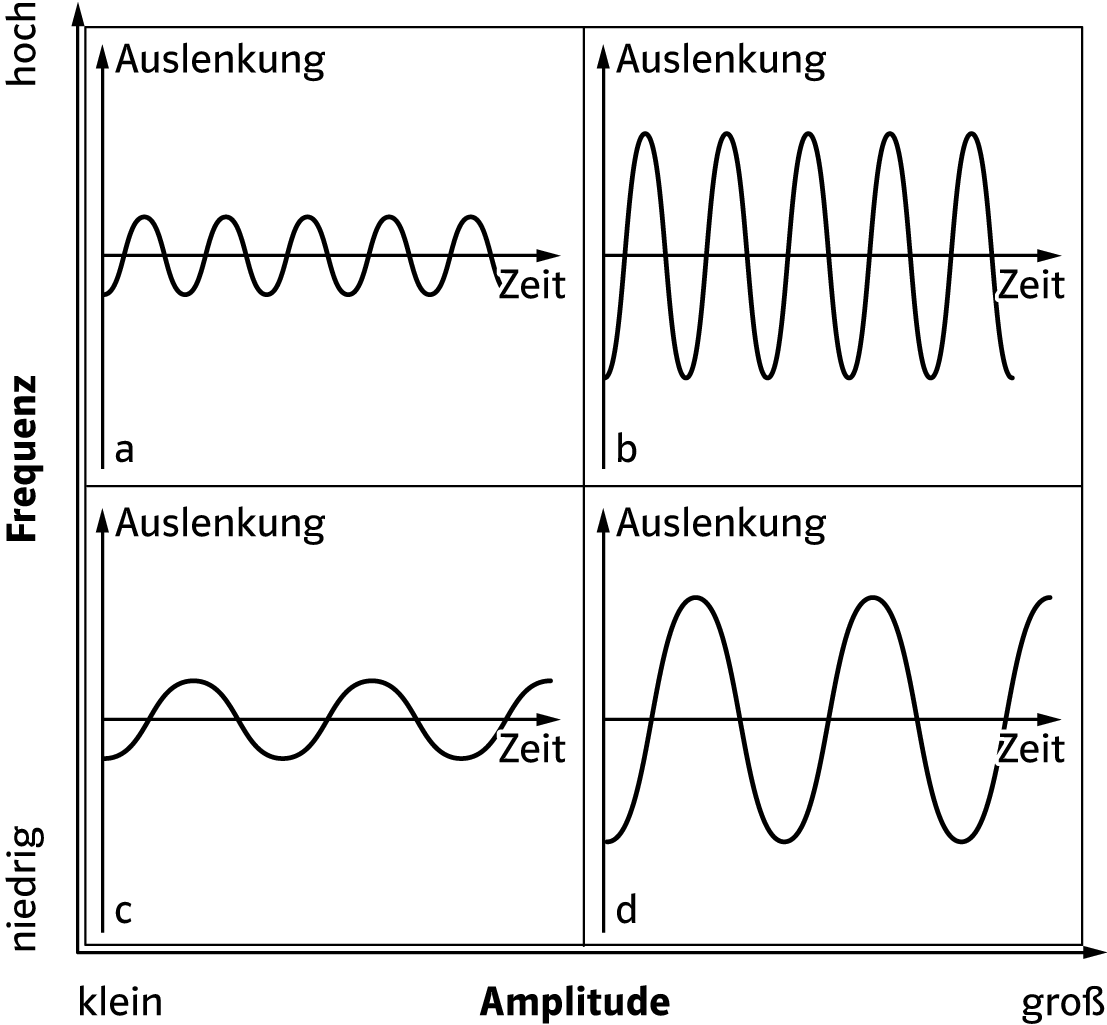 hoch
Frequenz
niedrig
Auslenkung
Zeit
a
Auslenkung
Zeit
b
Auslenkung
Zeit
c
Auslenkung
Zeit
d
klein
Amplitude
groß